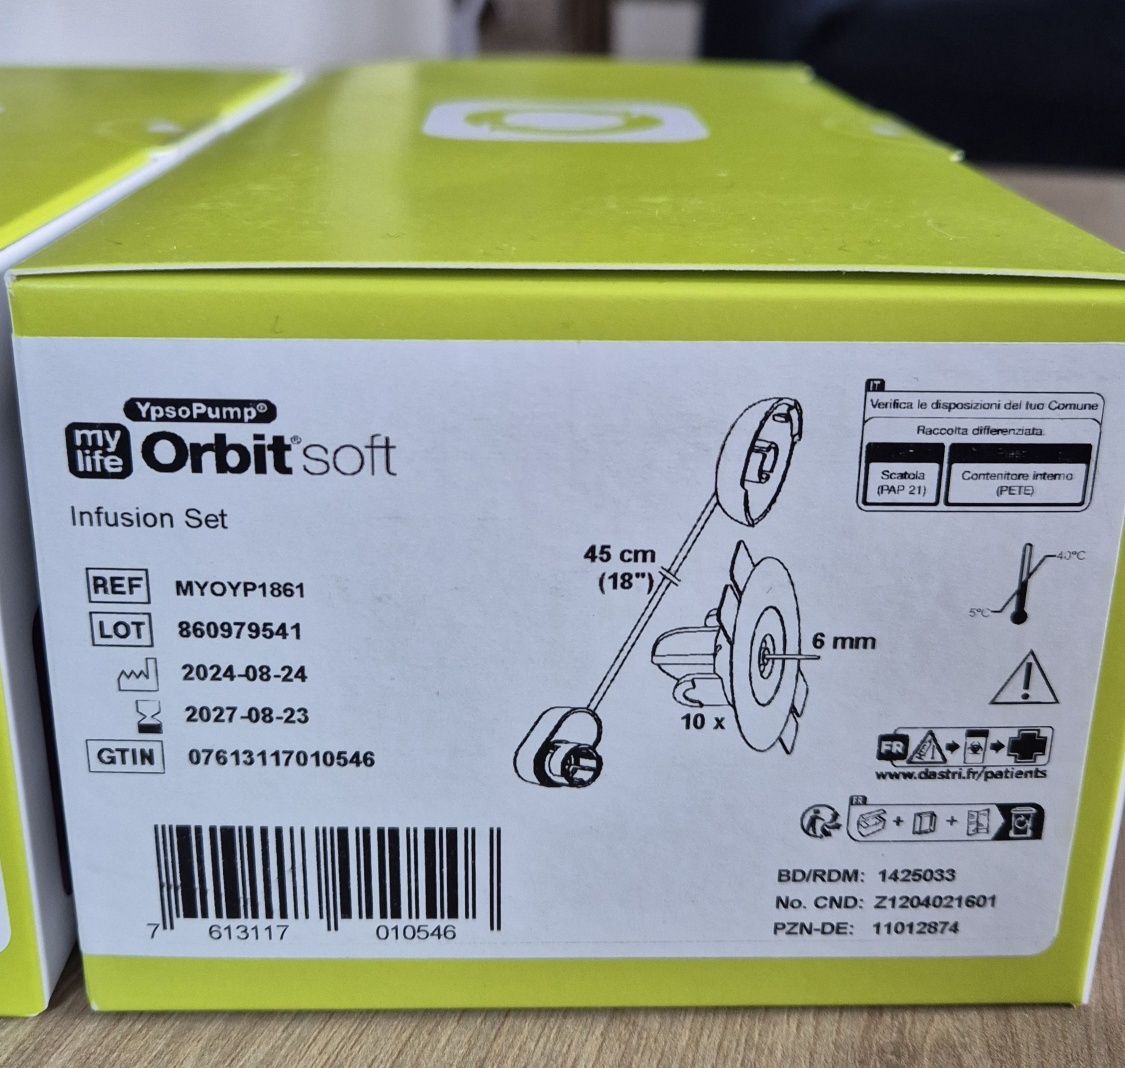 YpsoPump®
my
life
Orbit® soft
Infusion Set
REF MYOYP1861
LOT 860979541
2024-08-24
2027-08-23
GTIN 07613117010546
7 613117 010546
45 cm
(18")
6 mm
10 x
IT
Verifica le disposizioni del tuo Comune
Raccolta differenziata.
Scatola
(PAP 21)
Contenitore interno
(PETE)
40°C
5°C
FR
www.dastri.fr/patients
FR
+ +
BD/RDM: 1425033
No. CND: Z1204021601
PZN-DE: 11012874